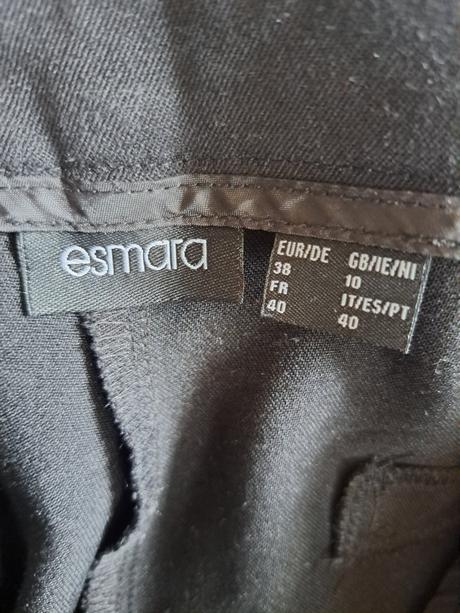 esmara
EUR/DE GB/IE/NI
38 10
FR IT/ES/PT
40 40